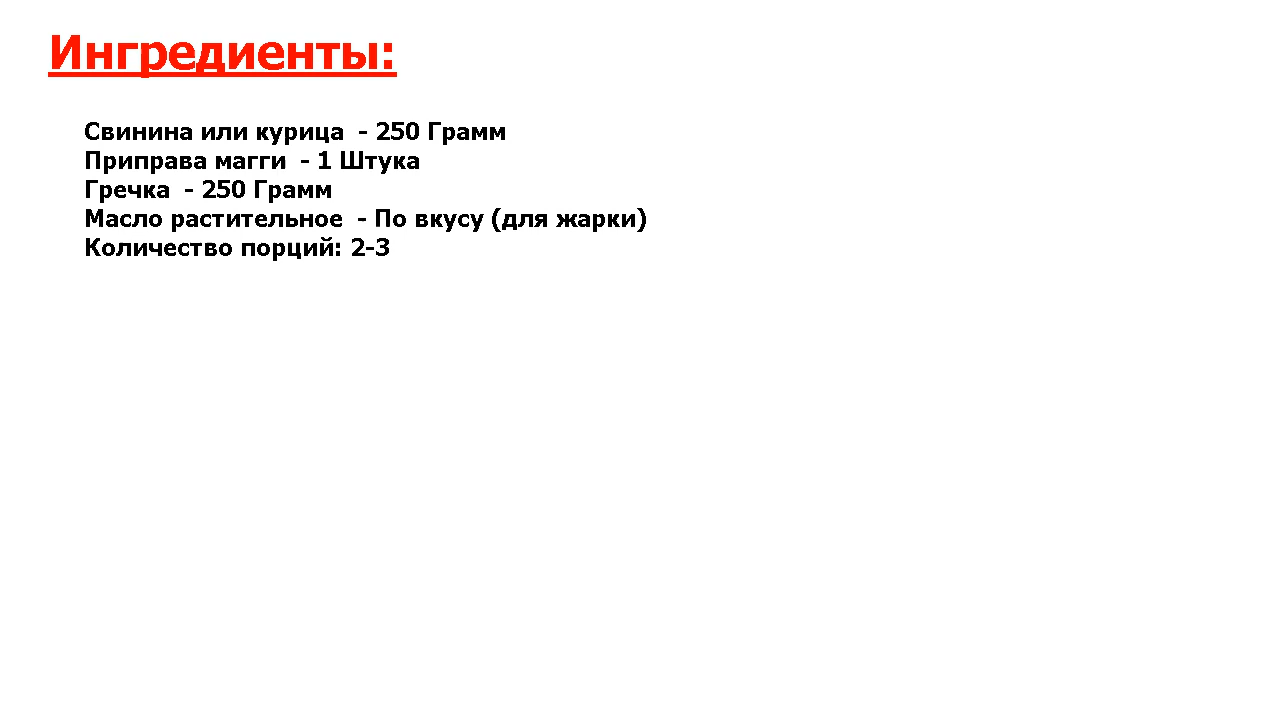 Ингредиенты:
Свинина или курица  - 250 Грамм
Приправа магги  - 1 Штука
Гречка  - 250 Грамм
Масло растительное  - По вкусу (для жарки)
Количество порций: 2-3